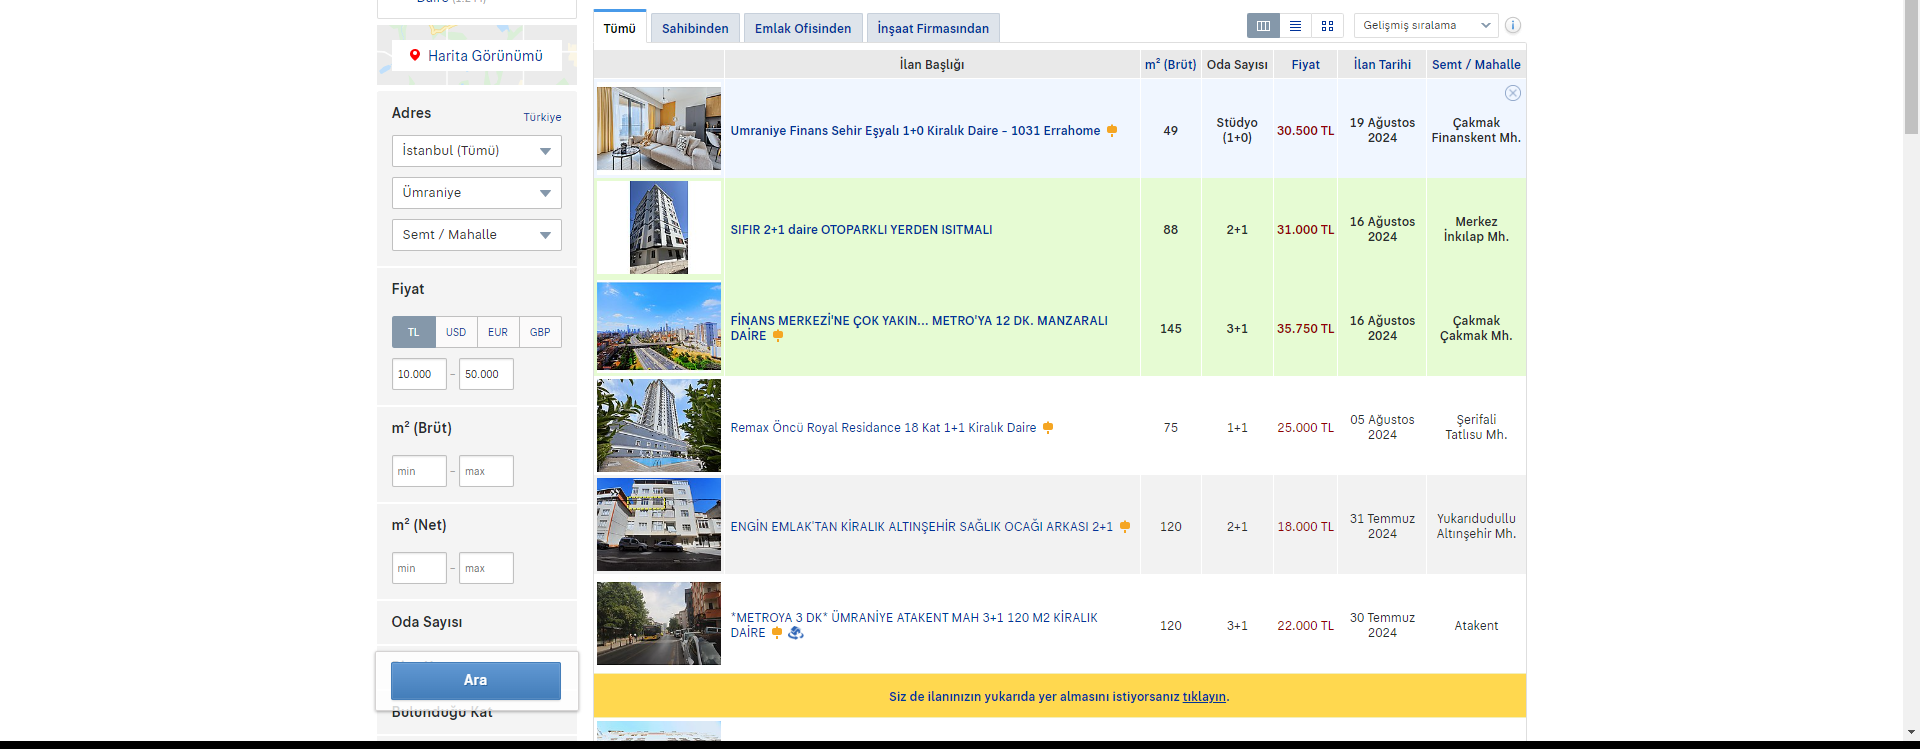 Harita Görünümü
Adres
Türkiye
İstanbul (Tümü)
Ümraniye
Semt / Mahalle
Fiyat
TL USD EUR GBP
10.000 - 50.000
m² (Brüt)
min - max
m² (Net)
min - max
Oda Sayısı
Ara
Bulunduğu Kat
Tümü Sahibinden Emlak Ofisinden İnşaat Firmasından
Gelişmiş sıralama
İlan Başlığı m² (Brüt) Oda Sayısı Fiyat İlan Tarihi Semt / Mahalle
Umraniye Finans Sehir Eşyalı 1+0 Kiralık Daire - 1031 Errahome
49
Stüdyo
(1+0)
30.500 TL
19 Ağustos
2024
Çakmak
Finanskent Mh.
SIFIR 2+1 daire OTOPARKLI YERDEN ISITMALI
88
2+1
31.000 TL
16 Ağustos
2024
Merkez
İnkılap Mh.
FİNANS MERKEZİ'NE ÇOK YAKIN... METRO'YA 12 DK. MANZARALI
DAİRE
145
3+1
35.750 TL
16 Ağustos
2024
Çakmak
Çakmak Mh.
Remax Öncü Royal Residance 18 Kat 1+1 Kiralık Daire
75
1+1
25.000 TL
05 Ağustos
2024
Şerifali
Tatlısu Mh.
ENGİN EMLAK'TAN KİRALIK ALTINŞEHİR SAĞLIK OCAĞI ARKASI 2+1
120
2+1
18.000 TL
31 Temmuz
2024
Yukarıdudullu
Altınşehir Mh.
*METROYA 3 DK* ÜMRANİYE ATAKENT MAH 3+1 120 M2 KİRALIK
DAİRE
120
3+1
22.000 TL
30 Temmuz
2024
Atakent
Siz de ilanınızın yukarıda yer almasını istiyorsanız tıklayın.